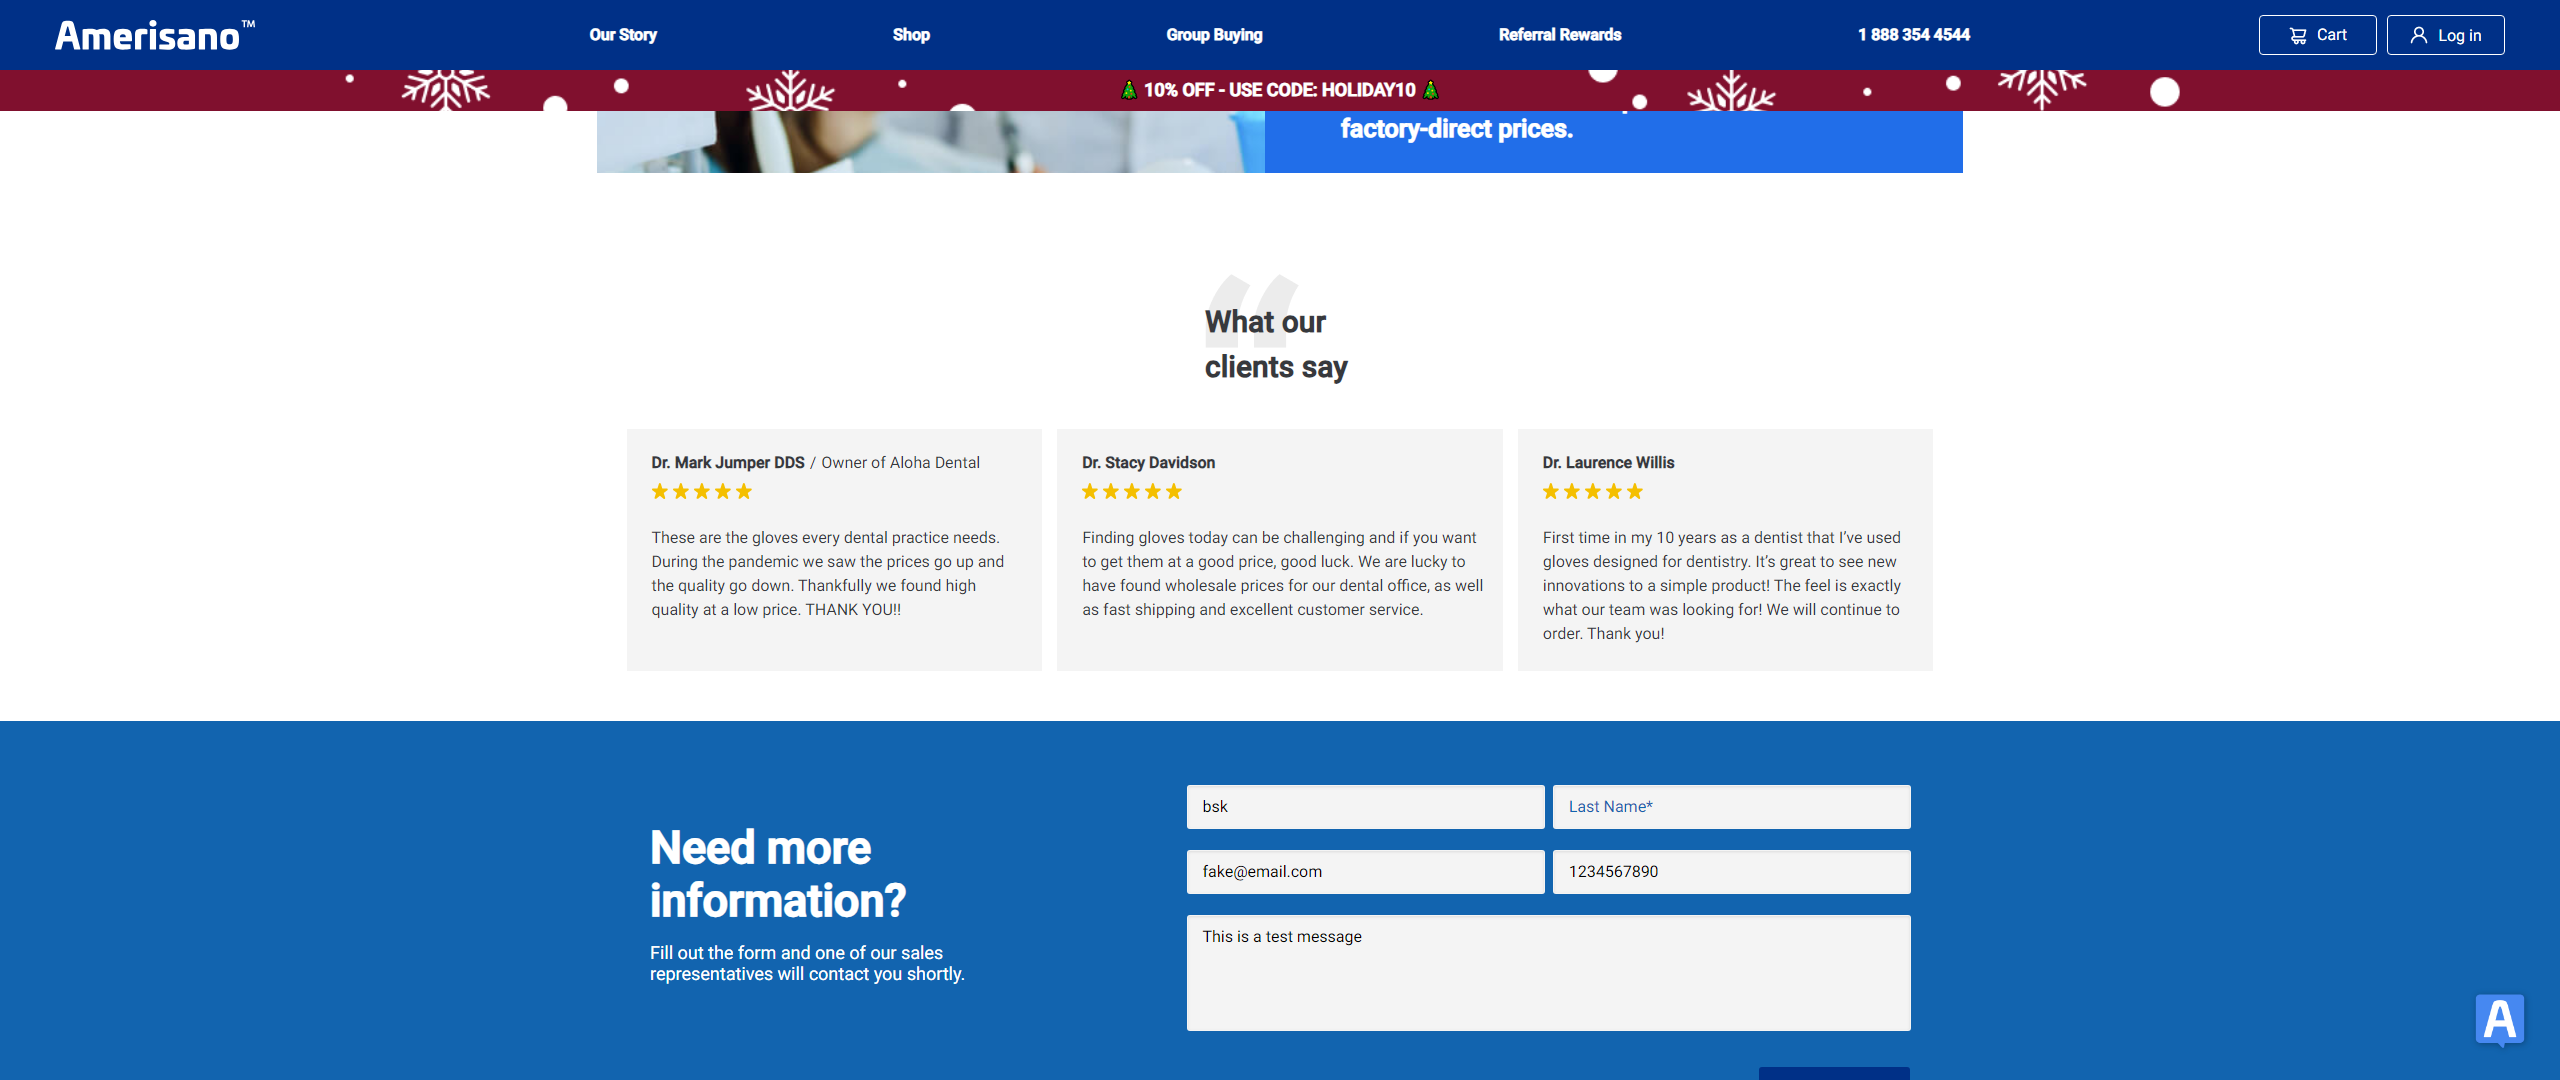 Amerisano™
Our Story
Shop
Group Buying
Referral Rewards
1 888 354 4544
Cart
Log in
10% OFF - USE CODE: HOLIDAY10
factory-direct prices.
What our
clients say
Dr. Mark Jumper DDS / Owner of Aloha Dental
These are the gloves every dental practice needs.
During the pandemic we saw the prices go up and
the quality go down. Thankfully we found high
quality at a low price. THANK YOU!!
Dr. Stacy Davidson
Finding gloves today can be challenging and if you want
to get them at a good price, good luck. We are lucky to
have found wholesale prices for our dental office, as well
as fast shipping and excellent customer service.
Dr. Laurence Willis
First time in my 10 years as a dentist that I’ve used
gloves designed for dentistry. It’s great to see new
innovations to a simple product! The feel is exactly
what our team was looking for! We will continue to
order. Thank you!
Need more
information?
Fill out the form and one of our sales
representatives will contact you shortly.
bsk
Last Name*
fake@email.com
1234567890
This is a test message
A